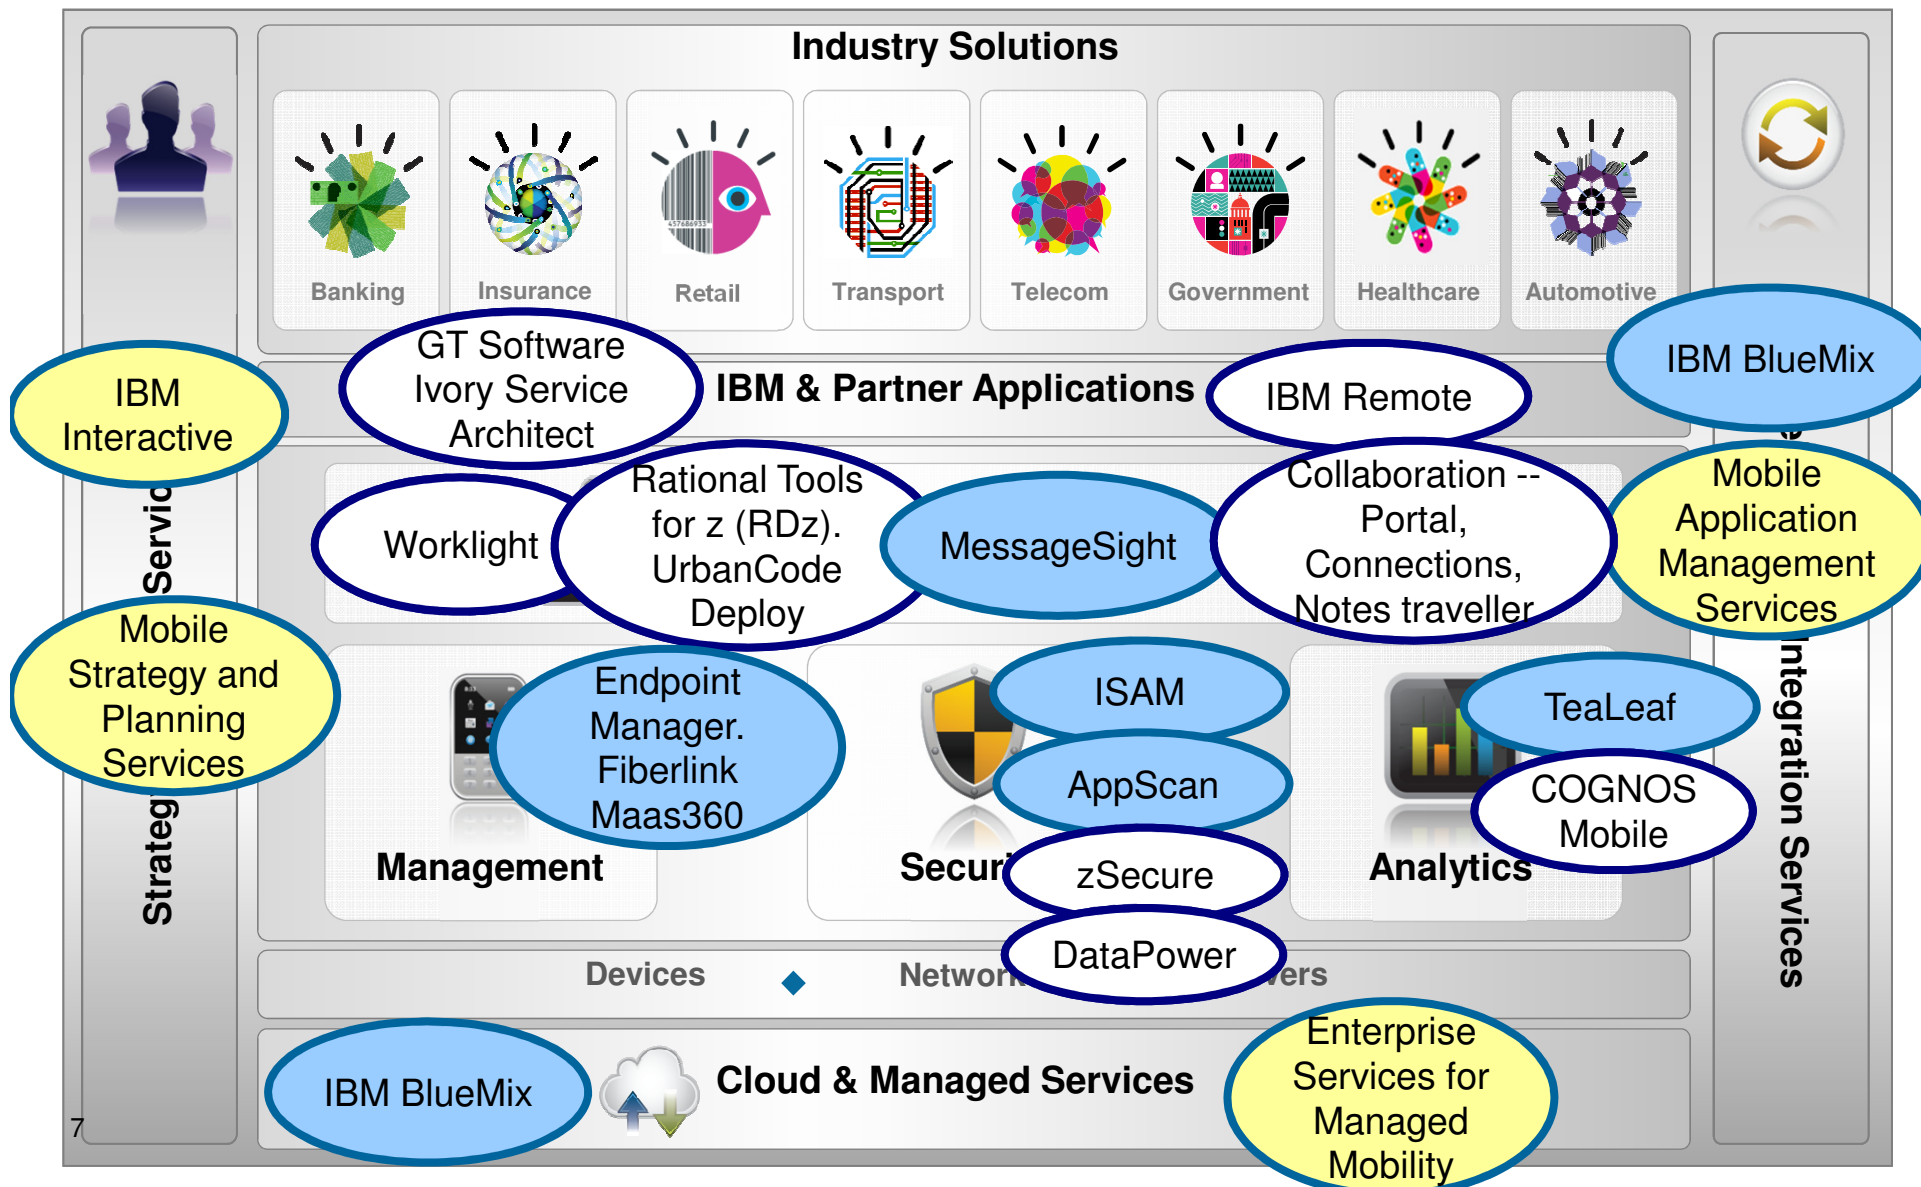 Industry Solutions
457686933
Banking
Insurance
Retail
Transport
Telecom
Government
Healthcare
Automotive
GT Software
Ivory Service
Architect
IBM & Partner Applications
IBM Remote
IBM BlueMix
IBM
Interactive
Worklight
Rational Tools
for z (RDz).
UrbanCode
Deploy
MessageSight
Collaboration --
Portal,
Connections,
Notes traveller
Mobile
Application
Management
Services
Mobile
Strategy and
Planning
Services
Endpoint
Manager.
Fiberlink
Maas360
Management
ISAM
AppScan
zSecure
DataPower
TeaLeaf
COGNOS
Mobile
Analytics
Integration Services
Devices
IBM BlueMix
Cloud & Managed Services
Enterprise
Services for
Managed
Mobility
7